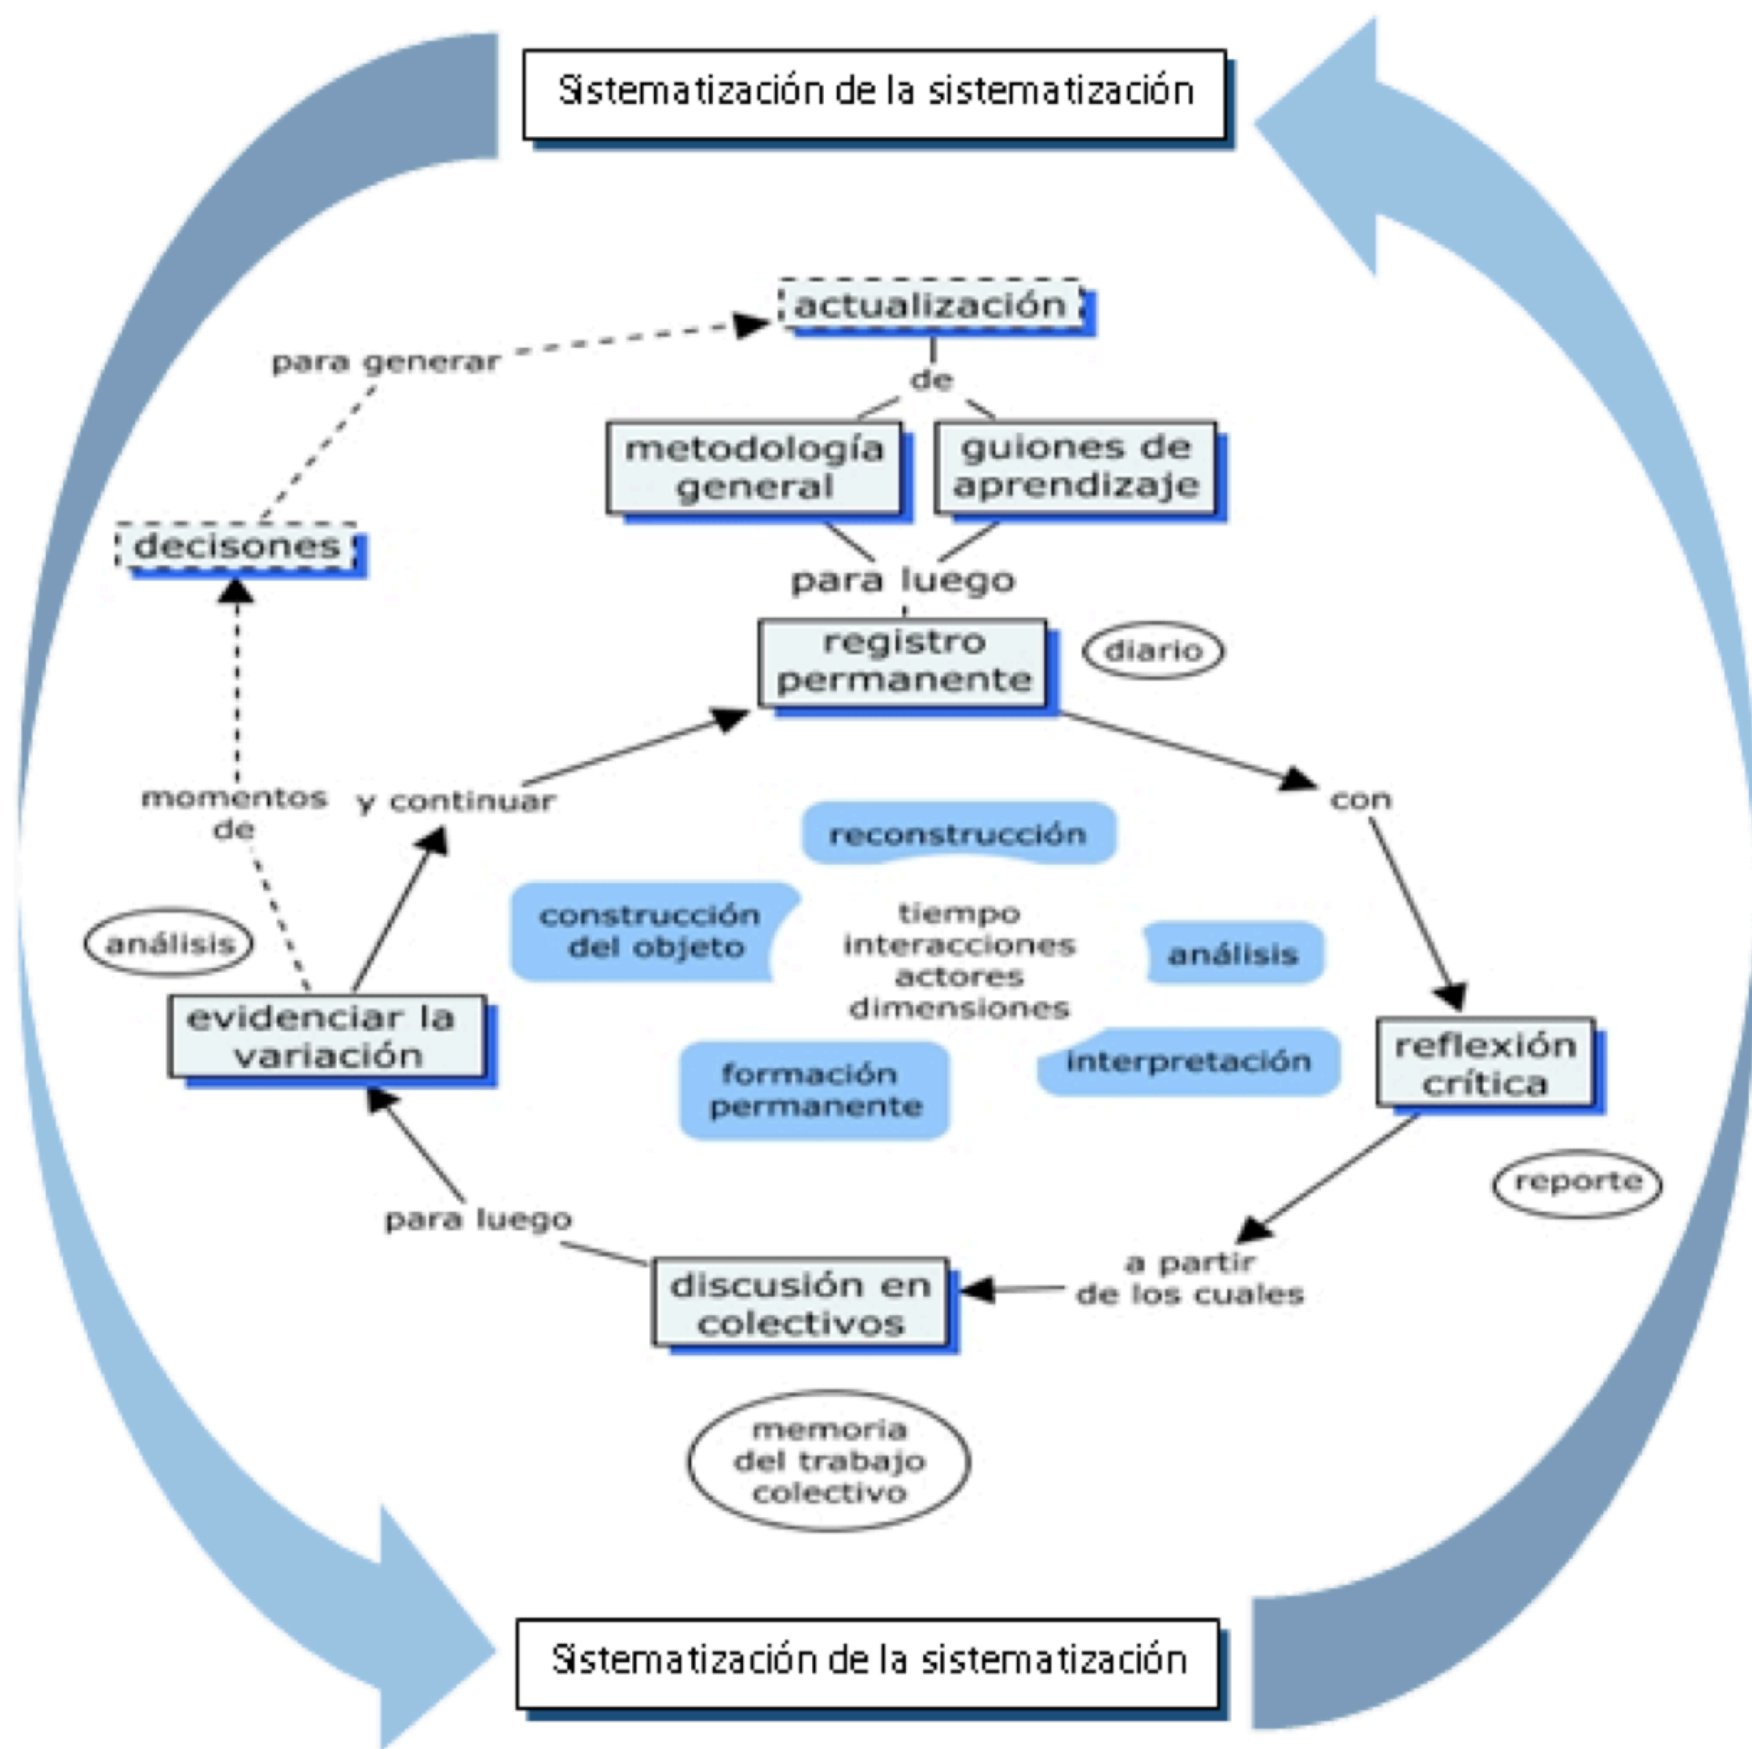 Sistematización de la sistematización
actualización
para generar
de
metodología
general
guiones de
aprendizaje
decisones
para luego
registro
permanente
diario
momentos
de
y continuar
con
reconstrucción
construcción
del objeto
tiempo
interacciones
actores
dimensiones
análisis
análisis
evidenciar la
variación
formación
permanente
interpretación
reflexión
crítica
reporte
para luego
a partir
de los cuales
discusión en
colectivos
memoria
del trabajo
colectivo
Sistematización de la sistematización